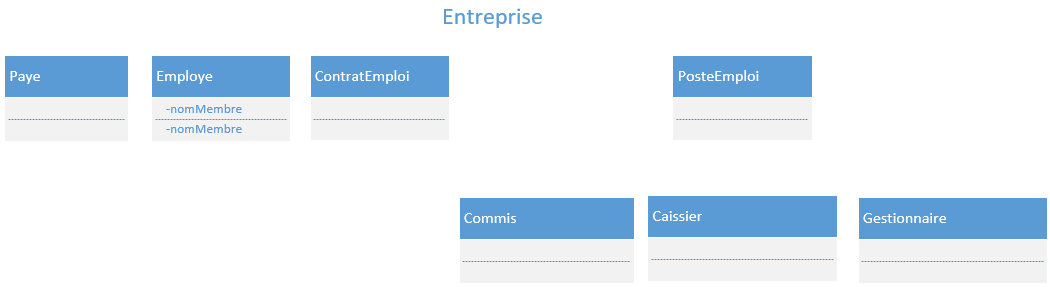 Entreprise
Paye
Employe
ContratEmploi
PosteEmploi
-nomMembre
-nomMembre
Commis
Caissier
Gestionnaire